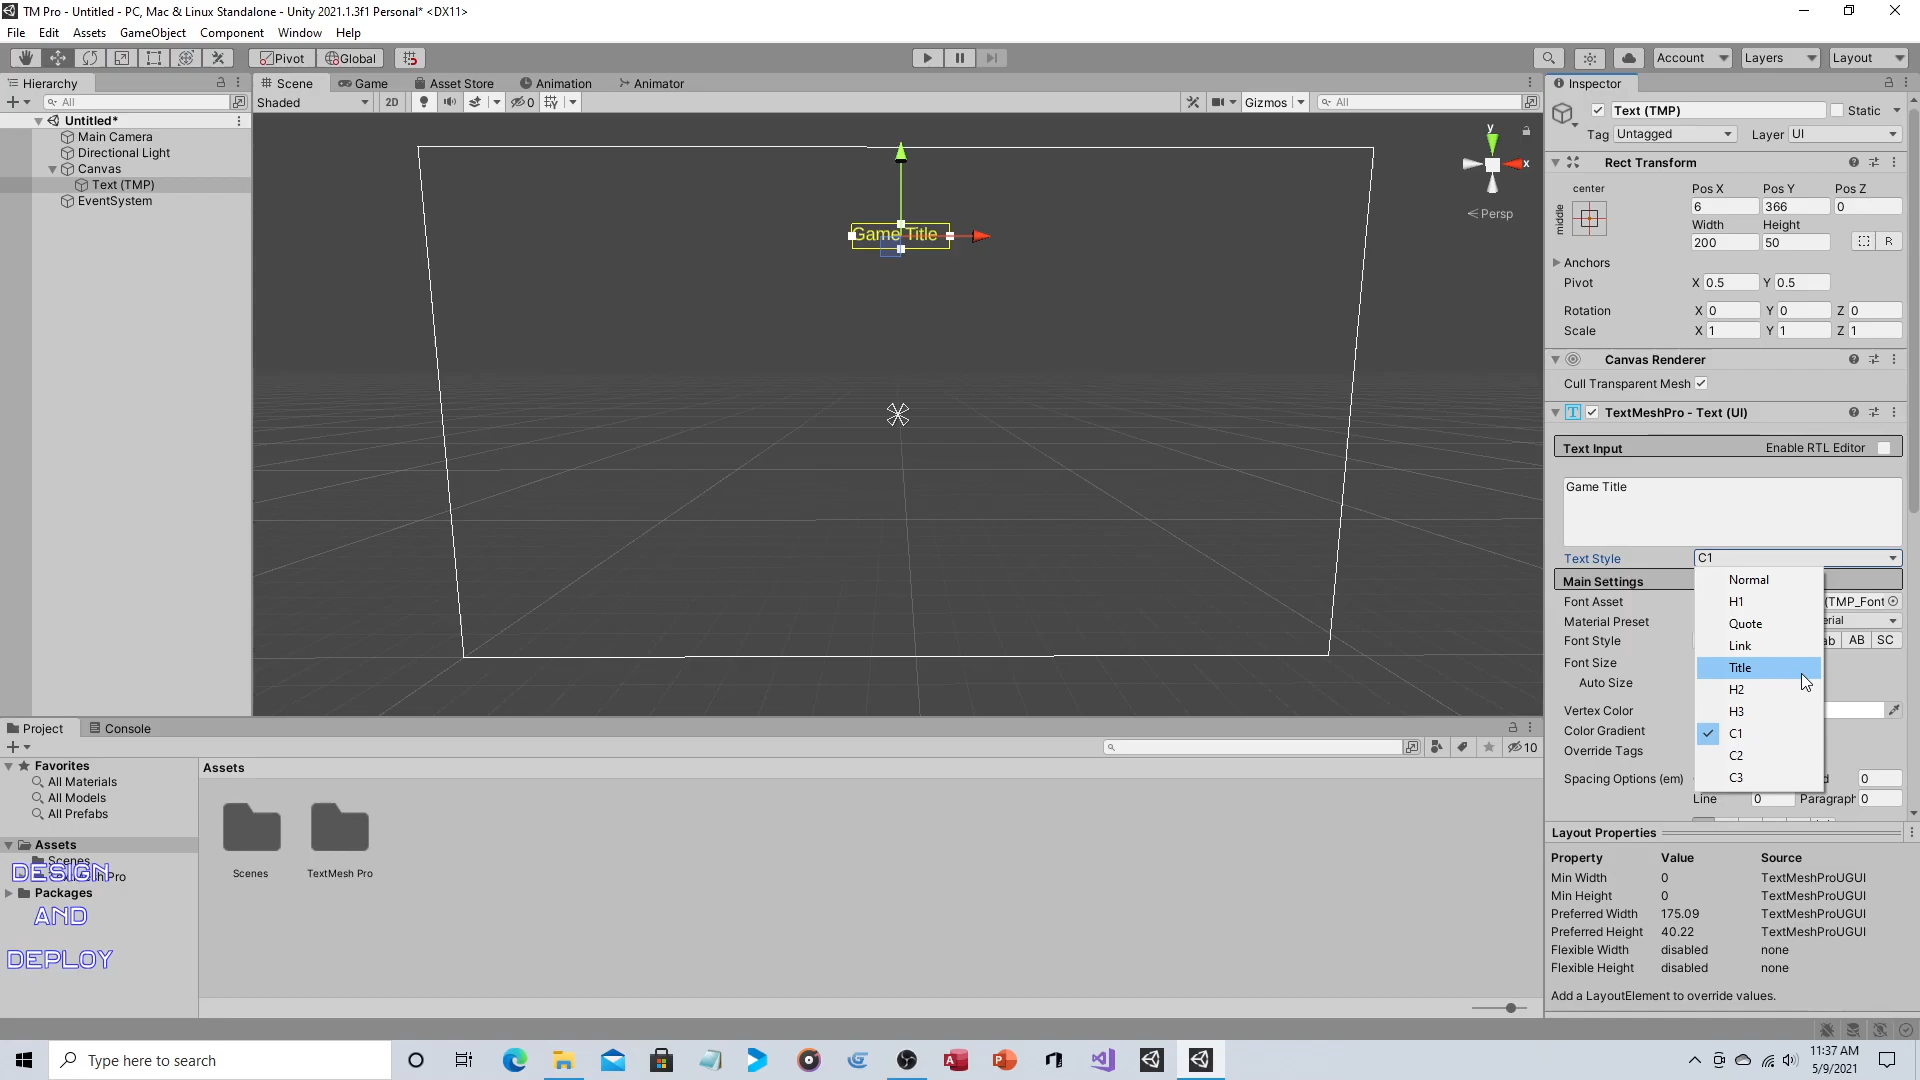 TM Pro - Untitled - PC, Mac & Linux Standalone - Unity 2021.1.3f1 Personal* <DX11>
File Edit Assets GameObject Component Window Help
Pivot Global Account Layers Layout
Hierarchy
All
Untitled*
Main Camera
Directional Light
Canvas
Text (TMP)
EventSystem
Scene Game Asset Store Animation Animator
Shaded 2D 0 Gizmos All
y
x
Persp
Game Title
Inspector
Text (TMP) Static
Tag Untagged Layer UI
Rect Transform
center
middle
Pos X Pos Y Pos Z
6 366 0
Width Height
200 50 R
Anchors
Pivot X 0.5 Y 0.5
Rotation X 0 Y 0 Z 0
Scale X 1 Y 1 Z 1
Canvas Renderer
Cull Transparent Mesh
TextMeshPro - Text (UI)
Text Input Enable RTL Editor
Game Title
Text Style C1
Main Settings
Font Asset (TMP_Font
Material Preset erial
Font Style ab AB SC
Font Size
Auto Size
Vertex Color
Color Gradient
Override Tags
Spacing Options (em) d 0
Line 0 Paragraph 0
Normal
H1
Quote
Link
Title
H2
H3
C1
C2
C3
Layout Properties
Property Value Source
Min Width 0 TextMeshProUGUI
Min Height 0 TextMeshProUGUI
Preferred Width 175.09 TextMeshProUGUI
Preferred Height 40.22 TextMeshProUGUI
Flexible Width disabled none
Flexible Height disabled none
Add a LayoutElement to override values.
Project Console
10
Favorites
All Materials
All Models
All Prefabs
Assets
Scenes
Packages
DESIGN
AND
DEPLOY
Assets
Scenes TextMesh Pro
Type here to search
11:37 AM
5/9/2021